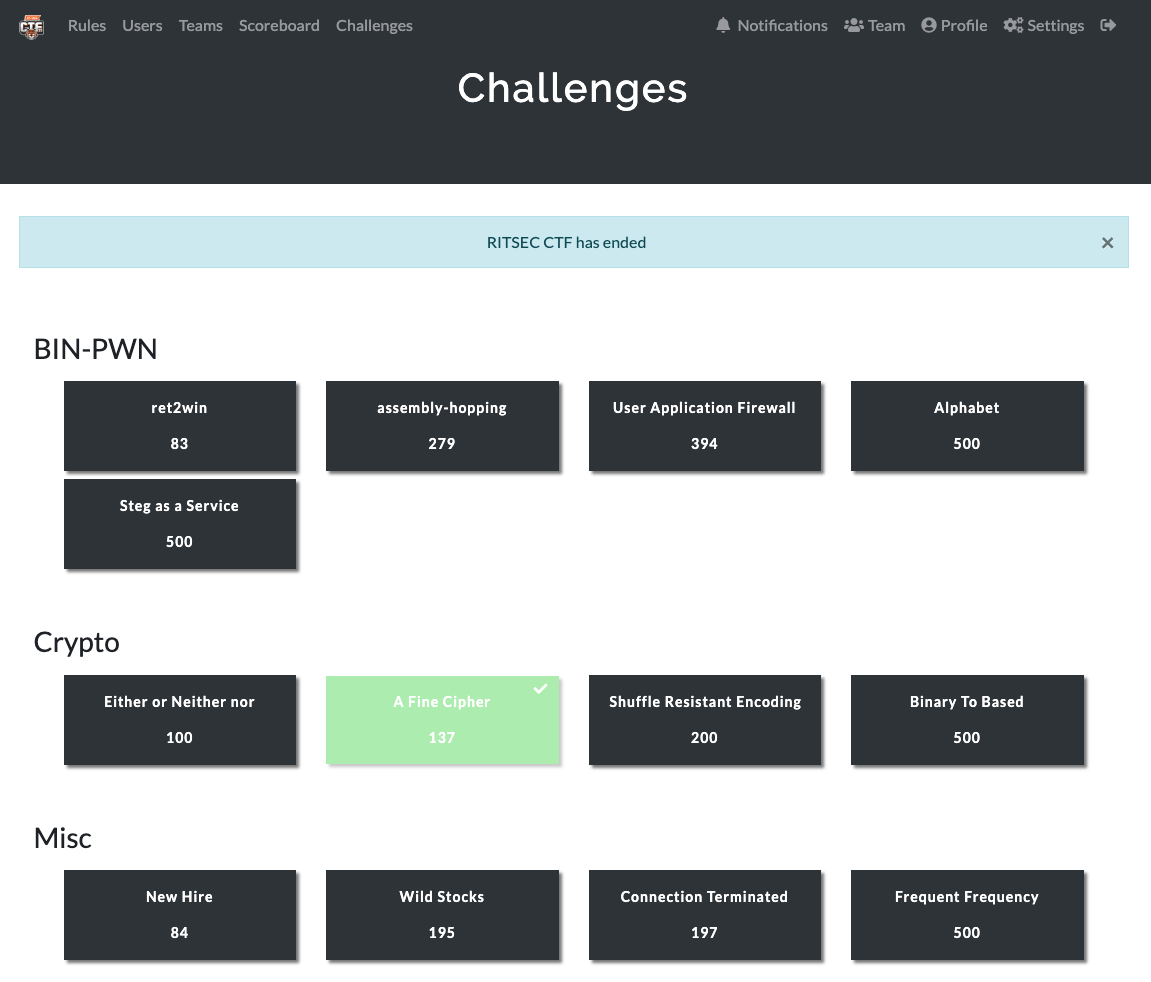 CTF Rules Users Teams Scoreboard Challenges Notifications Team Profile Settings
Challenges
RITSEC CTF has ended ×
BIN-PWN
ret2win assembly-hopping User Application Firewall Alphabet
83 279 394 500
Steg as a Service
500
Crypto
Either or Neither nor A Fine Cipher Shuffle Resistant Encoding Binary To Based
100 137 200 500
Misc
New Hire Wild Stocks Connection Terminated Frequent Frequency
84 195 197 500